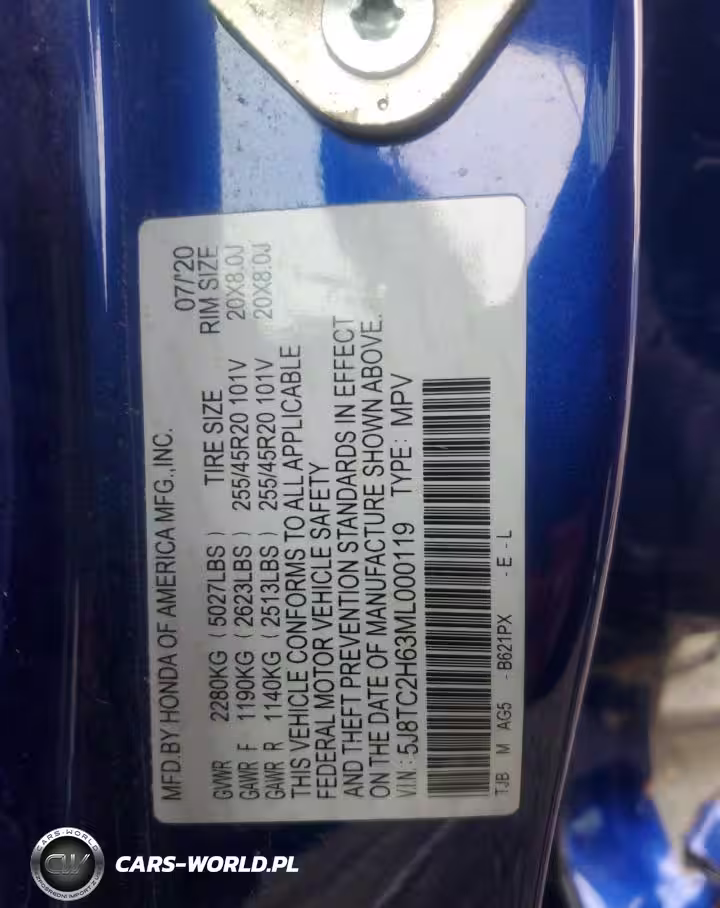 MFD.BY HONDA OF AMERICA MFG.,INC. 07/'20
GVWR 2280KG (5027LBS) TIRE SIZE RIM SIZE
GAWR F 1190KG (2623LBS) 255/45R20 101V 20X8.0J
GAWR R 1140KG (2513LBS) 255/45R20 101V 20X8.0J
THIS VEHICLE CONFORMS TO ALL APPLICABLE
FEDERAL MOTOR VEHICLE SAFETY
AND THEFT PREVENTION STANDARDS IN EFFECT
ON THE DATE OF MANUFACTURE SHOWN ABOVE.
V.I.N.: 5J8TC2H63ML000119 TYPE: MPV
TJB M AG5 - B621PX - E - L
CARS-WORLD
CW
CARS-WORLD.PL